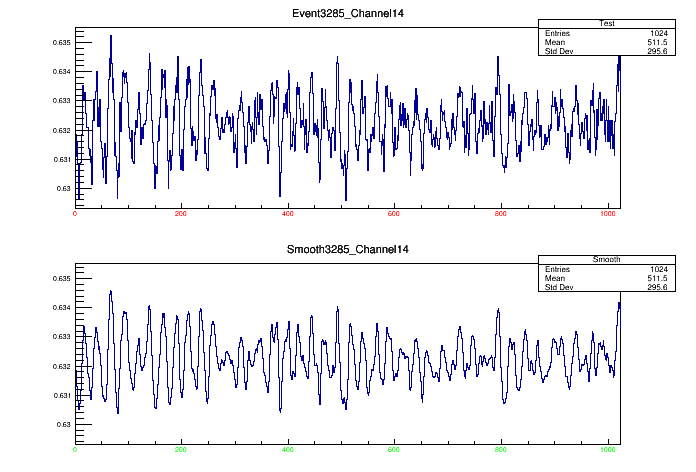 Event3285_Channel14
Test
Entries 1024
Mean 511.5
Std Dev 295.6
0.635
0.634
0.633
0.632
0.631
0.63
0 200 400 600 800 1000
Smooth3285_Channel14
Smooth
Entries 1024
Mean 511.5
Std Dev 295.6
0.635
0.634
0.633
0.632
0.631
0.63
0 200 400 600 800 1000